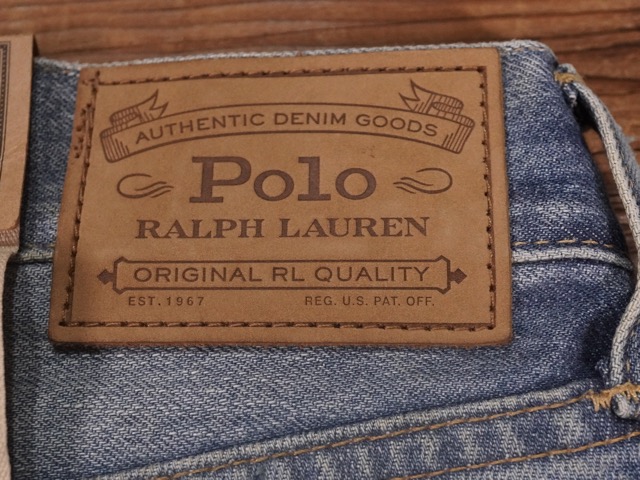 AUTHENTIC DENIM GOODS
Polo
RALPH LAUREN
ORIGINAL RL QUALITY
EST. 1967 REG. U.S. PAT. OFF.